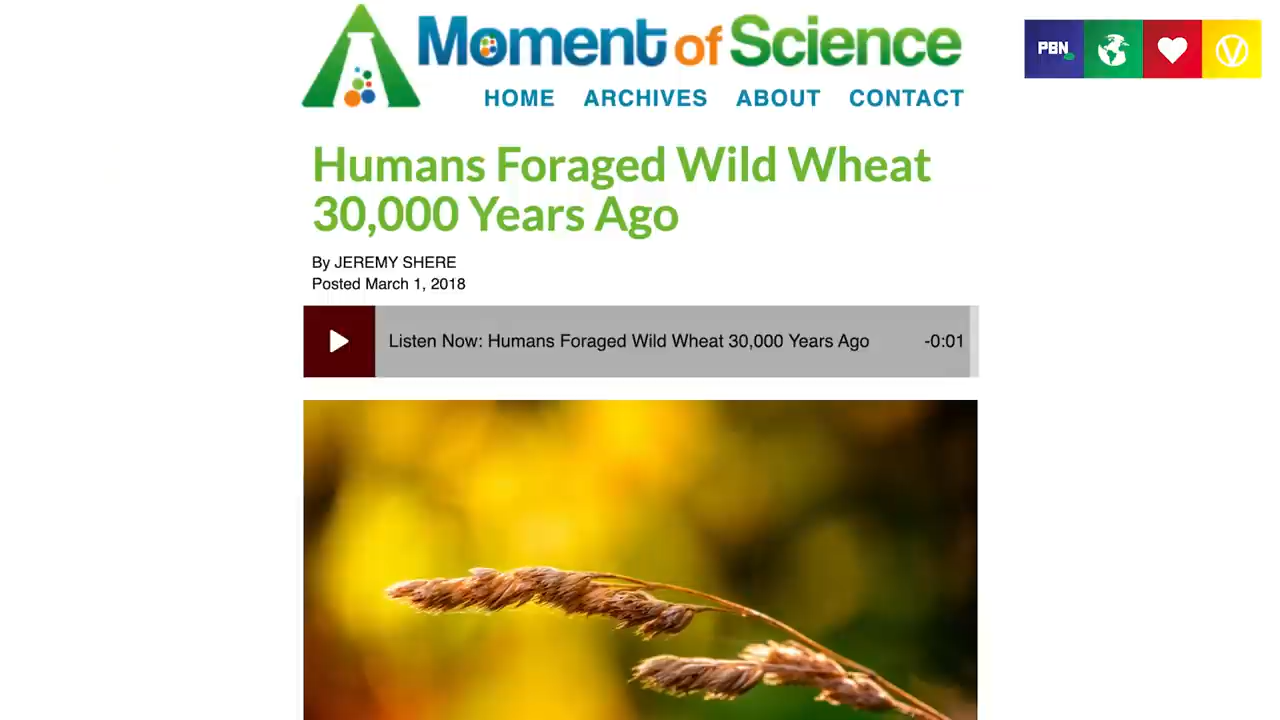 Moment of Science
PBN
HOME ARCHIVES ABOUT CONTACT
Humans Foraged Wild Wheat
30,000 Years Ago
By JEREMY SHERE
Posted March 1, 2018
Listen Now: Humans Foraged Wild Wheat 30,000 Years Ago -0:01